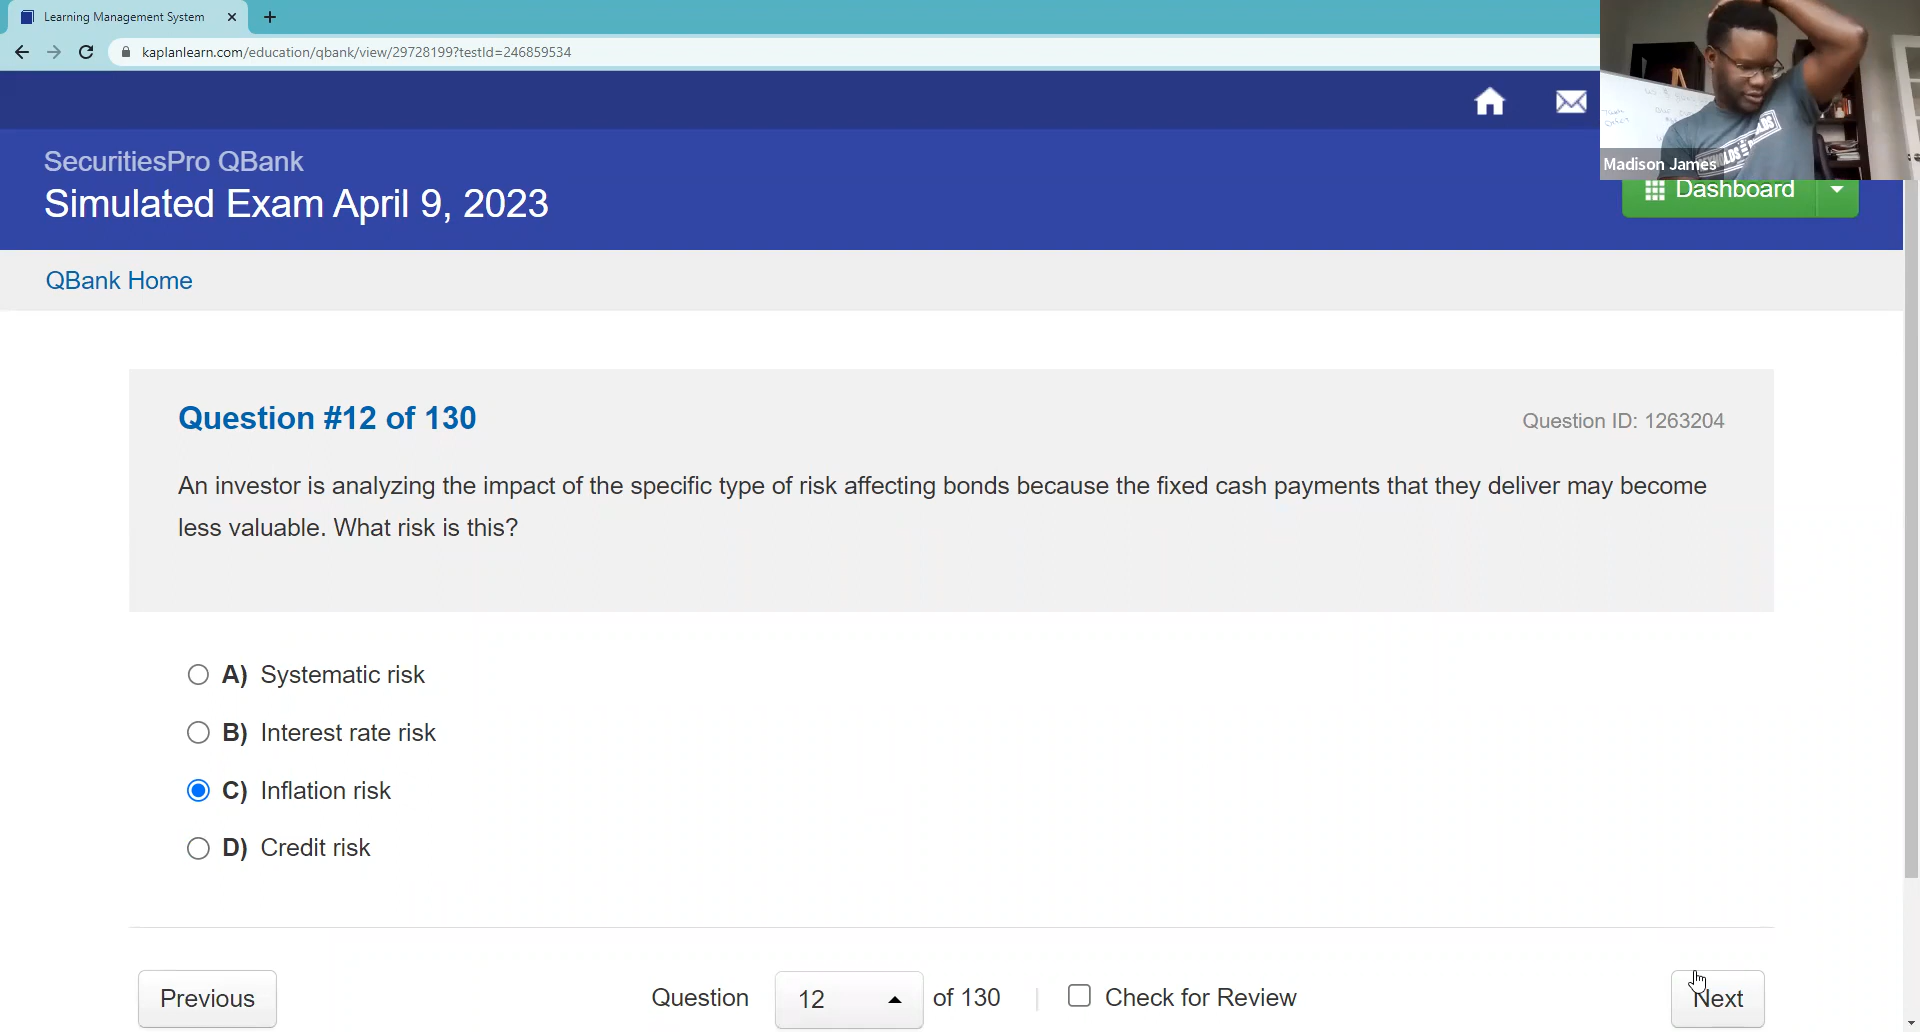 Learning Management System
kaplanlearn.com/education/qbank/view/29728199?testId=246859534
Madison James
SecuritiesPro QBank
Simulated Exam April 9, 2023
Dashboard
QBank Home
Question #12 of 130
Question ID: 1263204
An investor is analyzing the impact of the specific type of risk affecting bonds because the fixed cash payments that they deliver may become
less valuable. What risk is this?
A) Systematic risk
B) Interest rate risk
C) Inflation risk
D) Credit risk
Previous
Question 12 of 130
Check for Review
Next